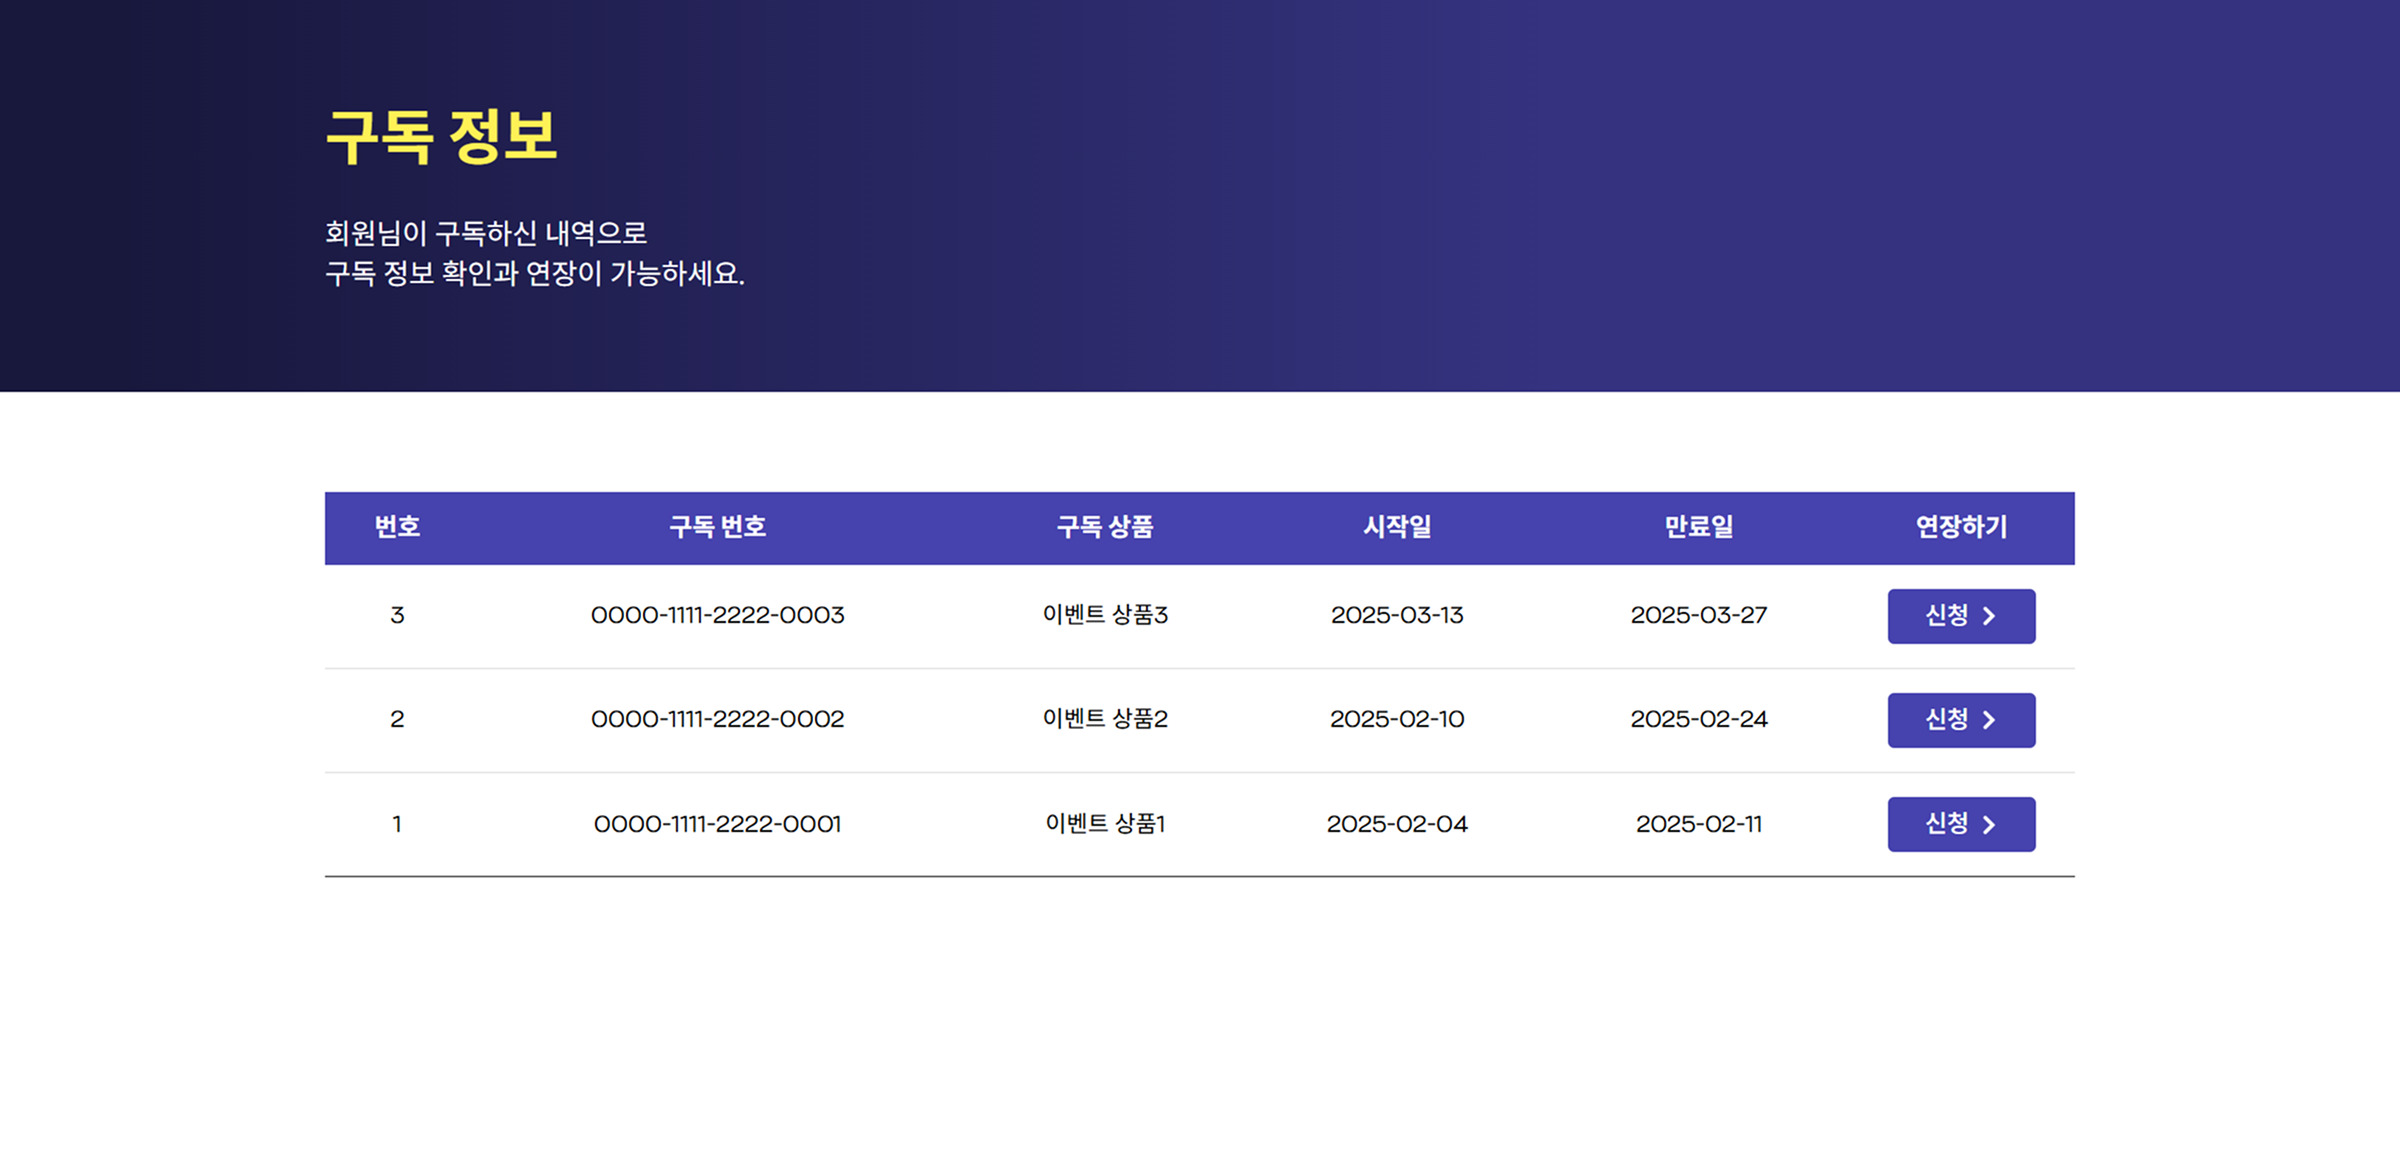 구독 정보
회원님이 구독하신 내역으로
구독 정보 확인과 연장이 가능하세요.
번호 구독 번호 구독 상품 시작일 만료일 연장하기
3 0000-1111-2222-0003 이벤트 상품3 2025-03-13 2025-03-27 신청
2 0000-1111-2222-0002 이벤트 상품2 2025-02-10 2025-02-24 신청
1 0000-1111-2222-0001 이벤트 상품1 2025-02-04 2025-02-11 신청